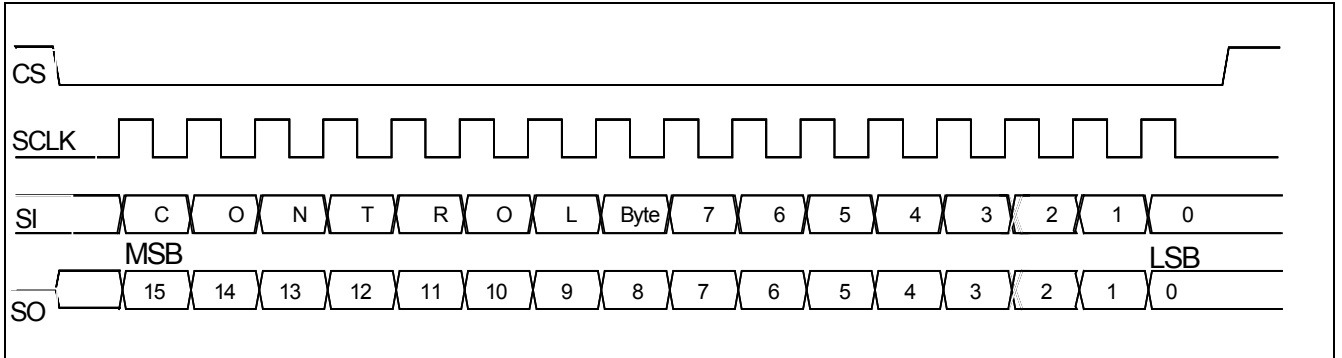 CS
SCLK
SI C O N T R O L Byte 7 6 5 4 3 2 1 0
MSB LSB
SO 15 14 13 12 11 10 9 8 7 6 5 4 3 2 1 0